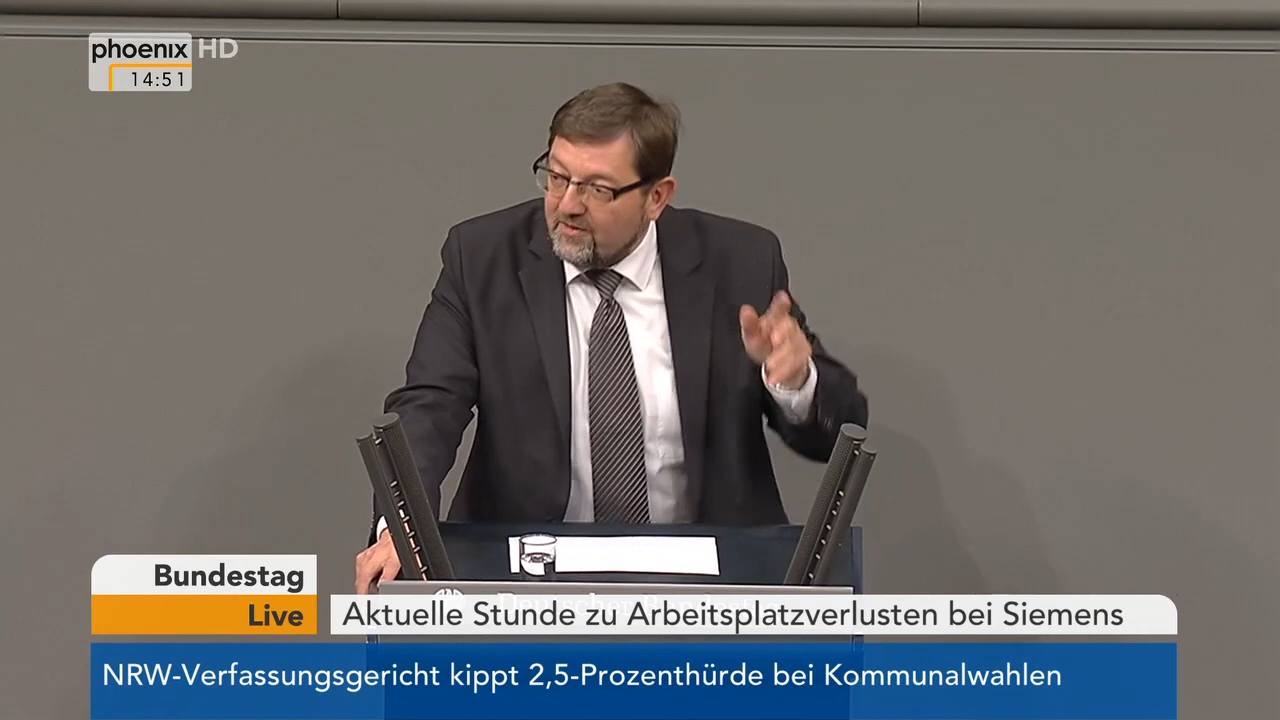 phoenix HD
14:51
Bundestag
Live
Aktuelle Stunde zu Arbeitsplatzverlusten bei Siemens
NRW-Verfassungsgericht kippt 2,5-Prozenthürde bei Kommunalwahlen